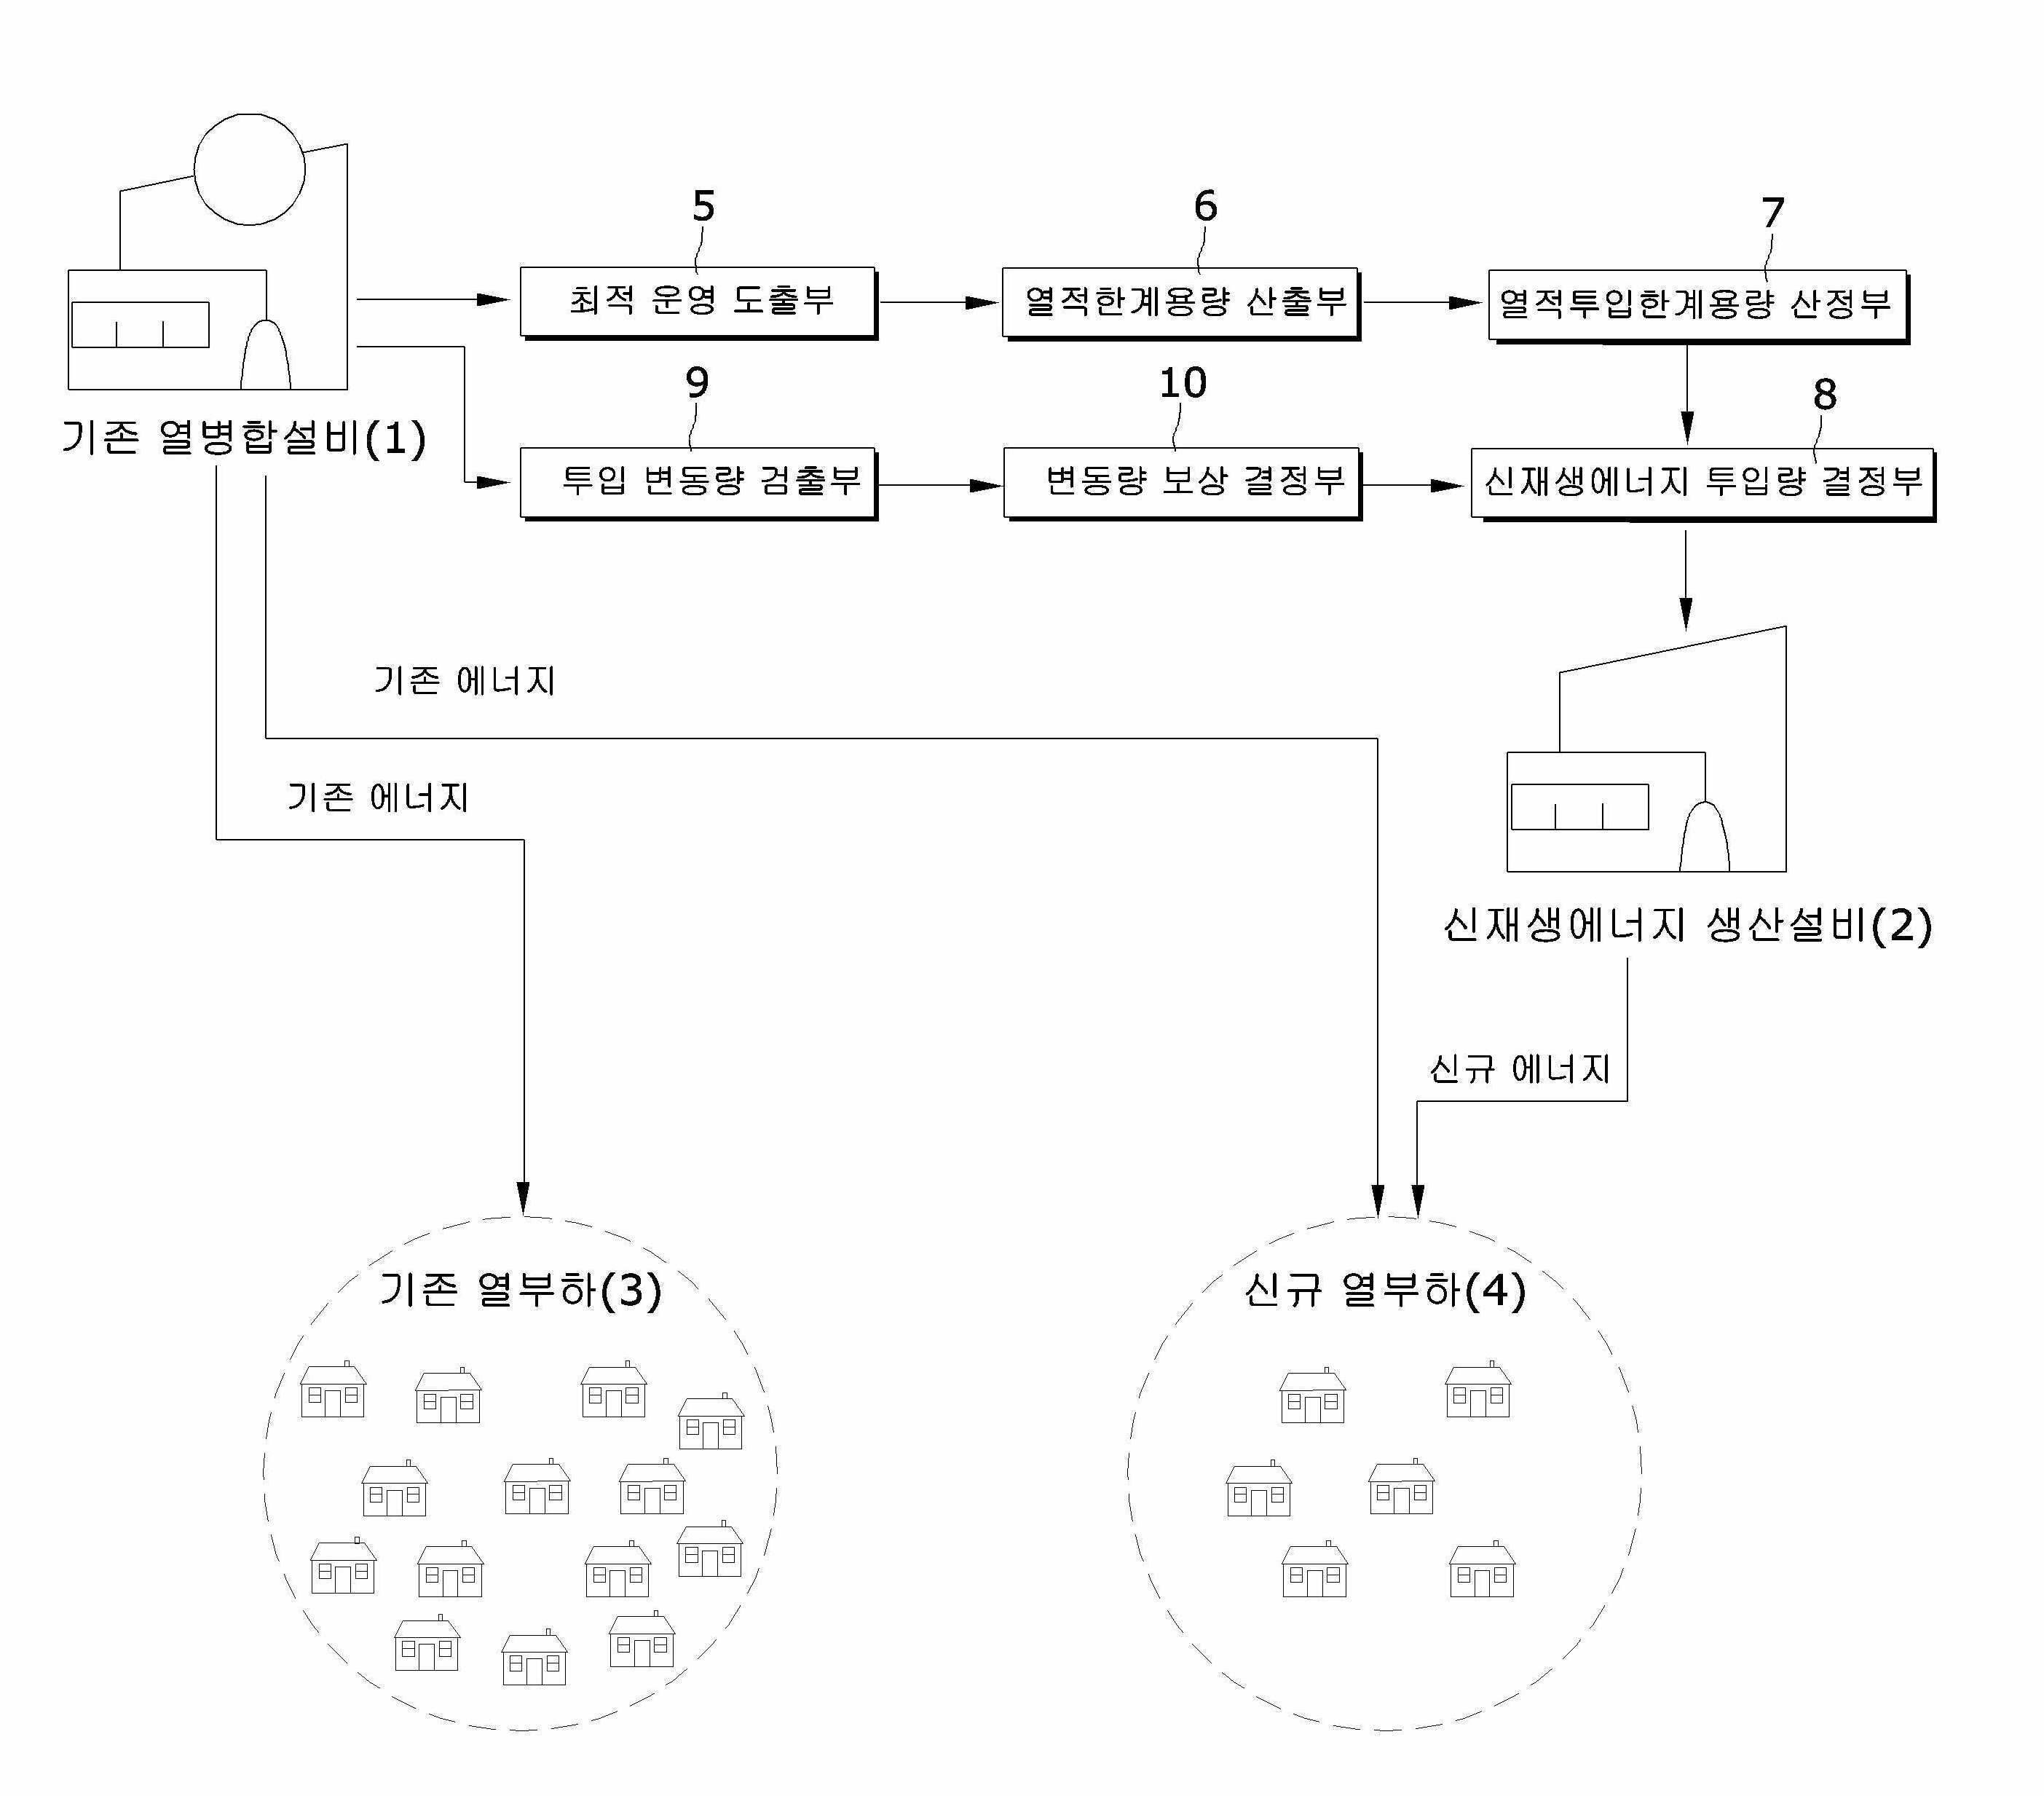 5
6
7
최적 운영 도출부
열적한계용량 산출부
열적투입한계용량 산정부
9
10
8
기존 열병합설비(1)
투입 변동량 검출부
변동량 보상 결정부
신재생에너지 투입량 결정부
기존 에너지
기존 에너지
신재생에너지 생산설비(2)
신규 에너지
기존 열부하(3)
신규 열부하(4)